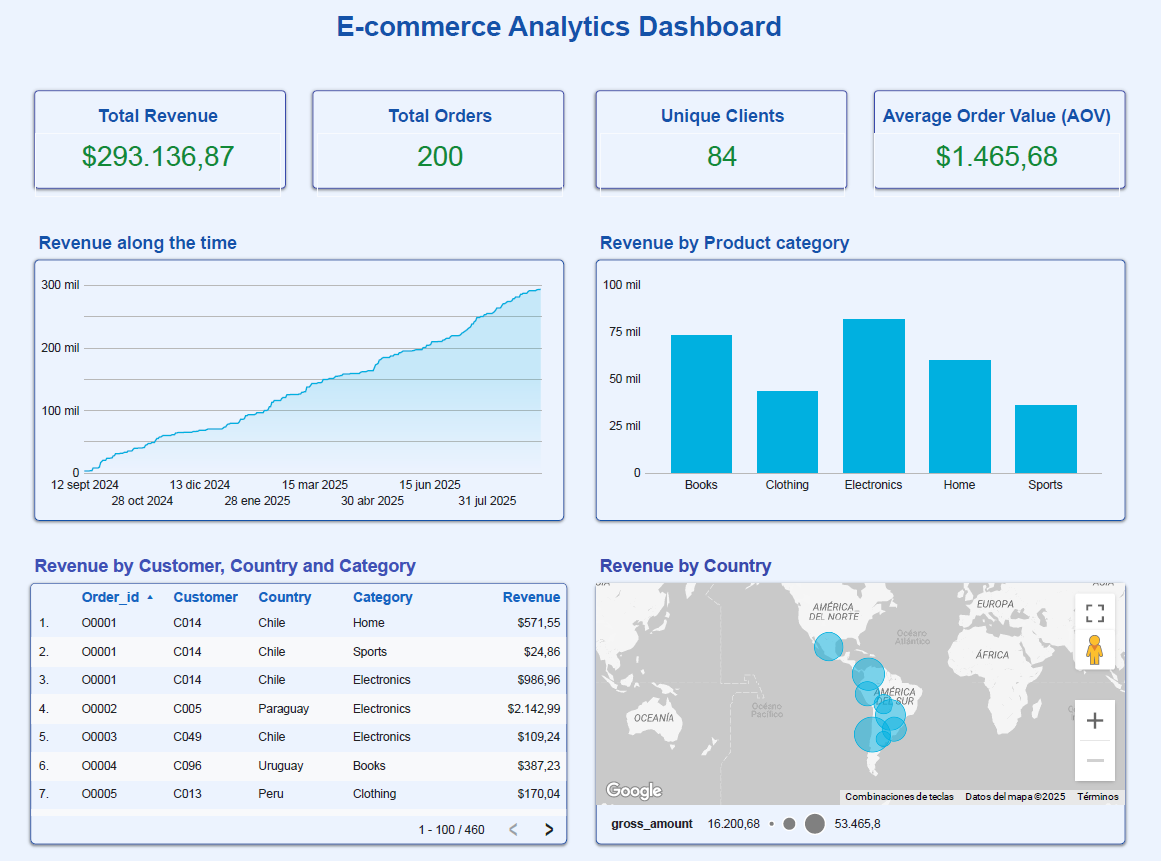 E-commerce Analytics Dashboard
Total Revenue
$293.136,87
Total Orders
200
Unique Clients
84
Average Order Value (AOV)
$1.465,68
Revenue along the time
300 mil
200 mil
100 mil
0
12 sept 2024
28 oct 2024
13 dic 2024
28 ene 2025
15 mar 2025
30 abr 2025
15 jun 2025
31 jul 2025
Revenue by Product category
100 mil
75 mil
50 mil
25 mil
0
Books Clothing Electronics Home Sports
Revenue by Customer, Country and Category
Order_id Customer Country Category Revenue
1. O0001 C014 Chile Home $571,55
2. O0001 C014 Chile Sports $24,86
3. O0001 C014 Chile Electronics $986,96
4. O0002 C005 Paraguay Electronics $2.142,99
5. O0003 C049 Chile Electronics $109,24
6. O0004 C096 Uruguay Books $387,23
7. O0005 C013 Peru Clothing $170,04
1 - 100 / 460
Revenue by Country
AMÉRICA
DEL NORTE
EUROPA
Océano
Atlántico
ÁFRICA
AMÉRICA
DEL SUR
Océano
Pacífico
OCEANÍA
Google
Combinaciones de teclas Datos del mapa ©2025 Términos
gross_amount 16.200,68 53.465,8